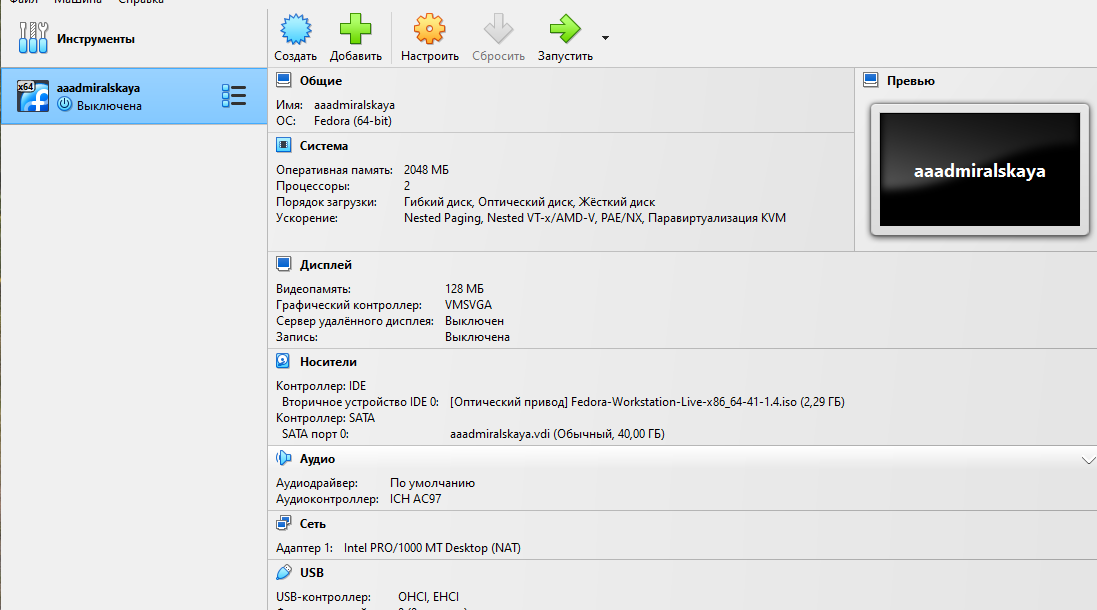 Файл Машина Справка
Инструменты
x64
aaadmiralskaya
Выключена
Создать Добавить Настроить Сбросить Запустить
Общие
Имя: aaadmiralskaya
ОС: Fedora (64-bit)
Превью
aaadmiralskaya
Система
Оперативная память: 2048 МБ
Процессоры: 2
Порядок загрузки: Гибкий диск, Оптический диск, Жёсткий диск
Ускорение: Nested Paging, Nested VT-x/AMD-V, PAE/NX, Паравиртуализация KVM
Дисплей
Видеопамять: 128 МБ
Графический контроллер: VMSVGA
Сервер удалённого дисплея: Выключен
Запись: Выключена
Носители
Контроллер: IDE
Вторичное устройство IDE 0: [Оптический привод] Fedora-Workstation-Live-x86_64-41-1.4.iso (2,29 ГБ)
Контроллер: SATA
SATA порт 0: aaadmiralskaya.vdi (Обычный, 40,00 ГБ)
Аудио
Аудиодрайвер: По умолчанию
Аудиоконтроллер: ICH AC97
Сеть
Адаптер 1: Intel PRO/1000 MT Desktop (NAT)
USB
USB-контроллер: OHCI, EHCI